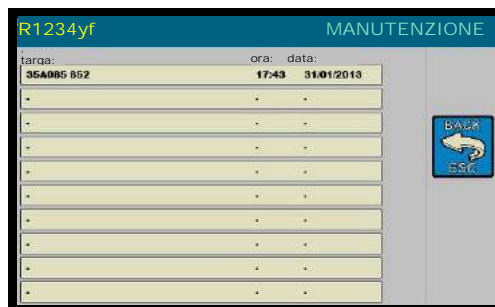 R1234yf MANUTENZIONE
targa: ora: data:
35A085 852 17:43 31/01/2013
- - -
- - -
- - -
- - -
- - -
- - -
- - -
- - -
- - -
BACK
ESC